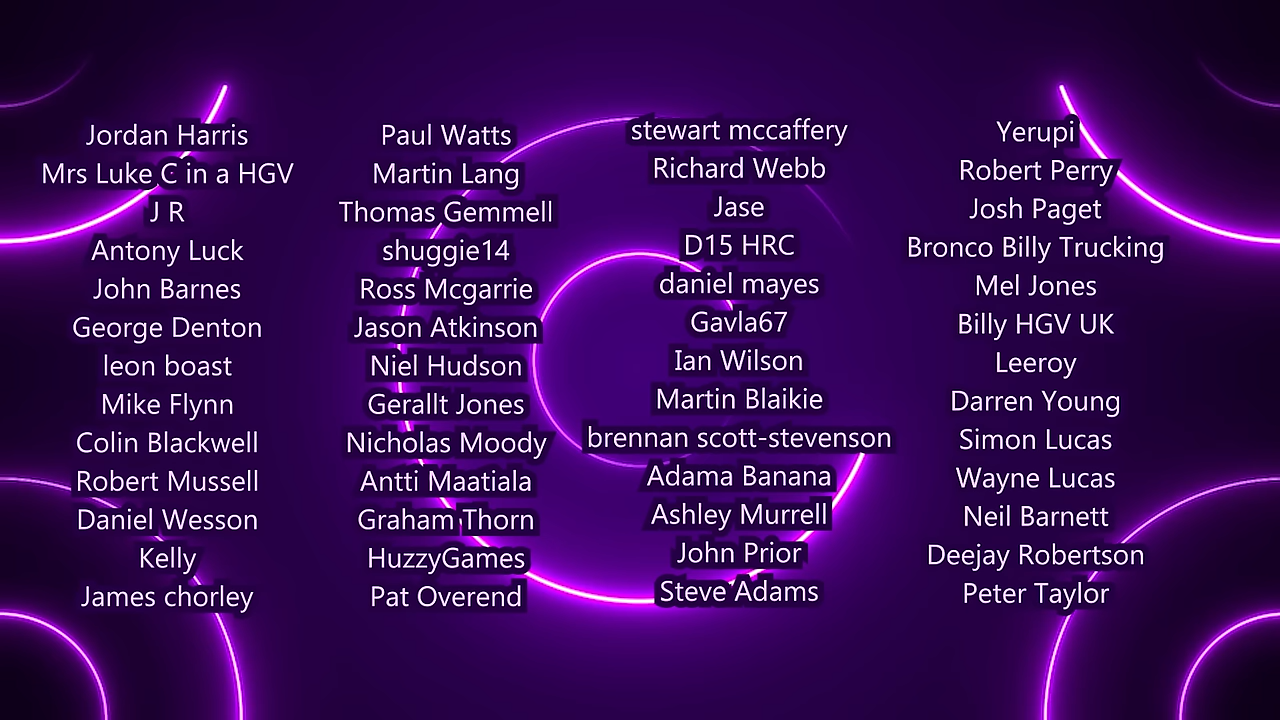 Jordan Harris
Mrs Luke C in a HGV
J R
Antony Luck
John Barnes
George Denton
leon boast
Mike Flynn
Colin Blackwell
Robert Mussell
Daniel Wesson
Kelly
James chorley
Paul Watts
Martin Lang
Thomas Gemmell
shuggie14
Ross Mcgarrie
Jason Atkinson
Niel Hudson
Gerallt Jones
Nicholas Moody
Antti Maatiala
Graham Thorn
HuzzyGames
Pat Overend
stewart mccaffery
Richard Webb
Jase
D15 HRC
daniel mayes
Gavla67
Ian Wilson
Martin Blaikie
brennan scott-stevenson
Adama Banana
Ashley Murrell
John Prior
Steve Adams
Yerupi
Robert Perry
Josh Paget
Bronco Billy Trucking
Mel Jones
Billy HGV UK
Leeroy
Darren Young
Simon Lucas
Wayne Lucas
Neil Barnett
Deejay Robertson
Peter Taylor